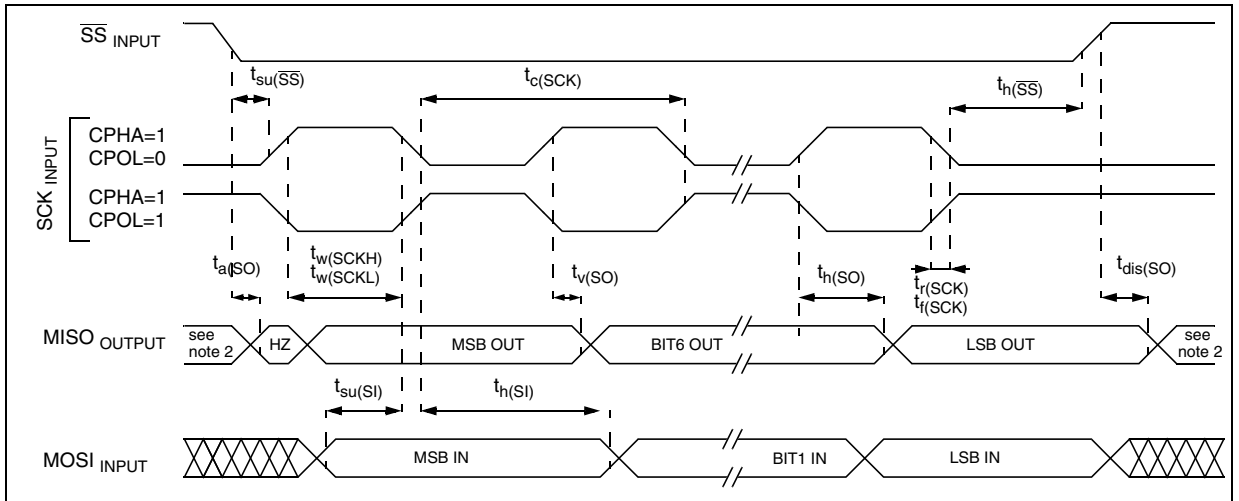 SS INPUT
tsu(SS)
tc(SCK)
th(SS)
SCK INPUT
CPHA=1
CPOL=0
CPHA=1
CPOL=1
ta(SO)
tw(SCKH)
tw(SCKL)
tv(SO)
th(SO)
tr(SCK)
tf(SCK)
tdis(SO)
MISO OUTPUT
see note 2
HZ
MSB OUT
BIT6 OUT
LSB OUT
see note 2
tsu(SI)
th(SI)
MOSI INPUT
MSB IN
BIT1 IN
LSB IN